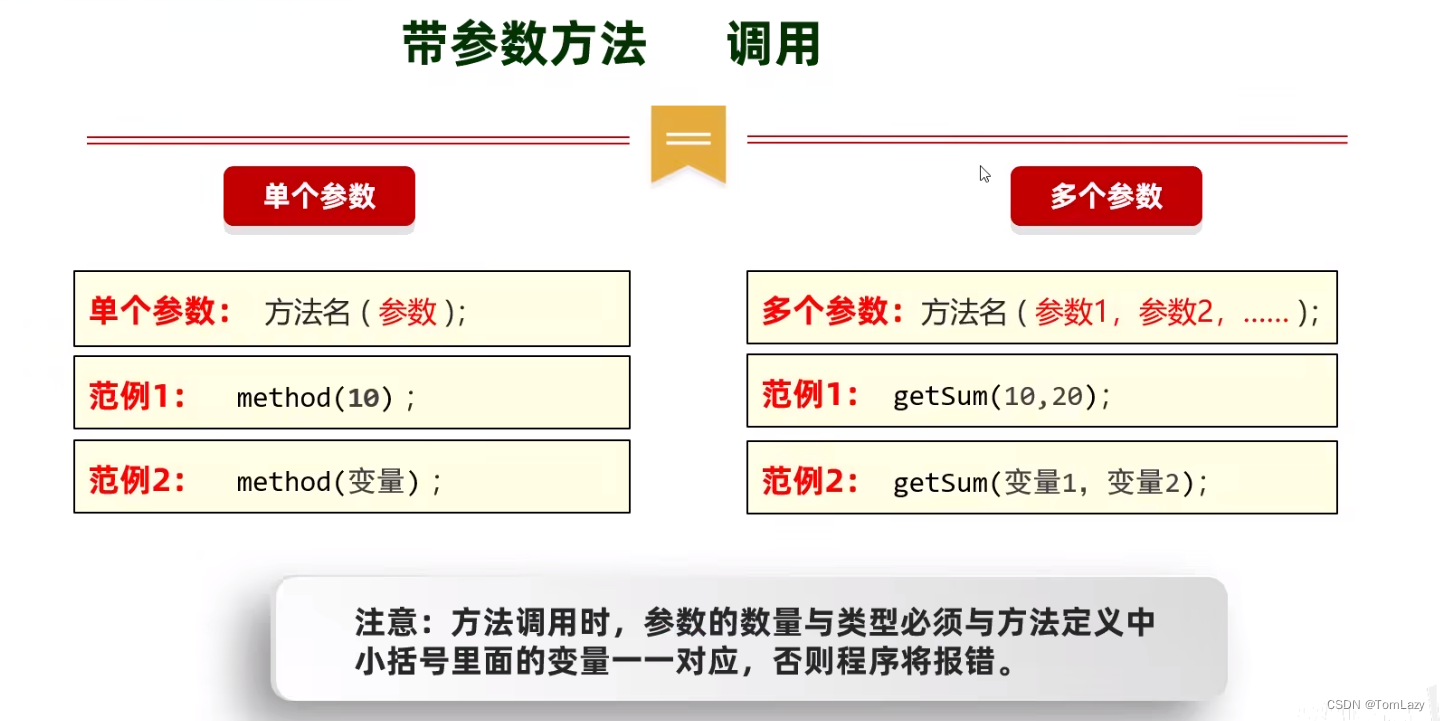 带参数方法 调用
单个参数
单个参数： 方法名 ( 参数 );
范例1： method(10) ;
范例2： method(变量) ;
多个参数
多个参数：方法名 ( 参数1，参数2，...... );
范例1： getSum(10,20);
范例2： getSum(变量1，变量2);
注意：方法调用时，参数的数量与类型必须与方法定义中
小括号里面的变量一一对应，否则程序将报错。
CSDN @TomLazy